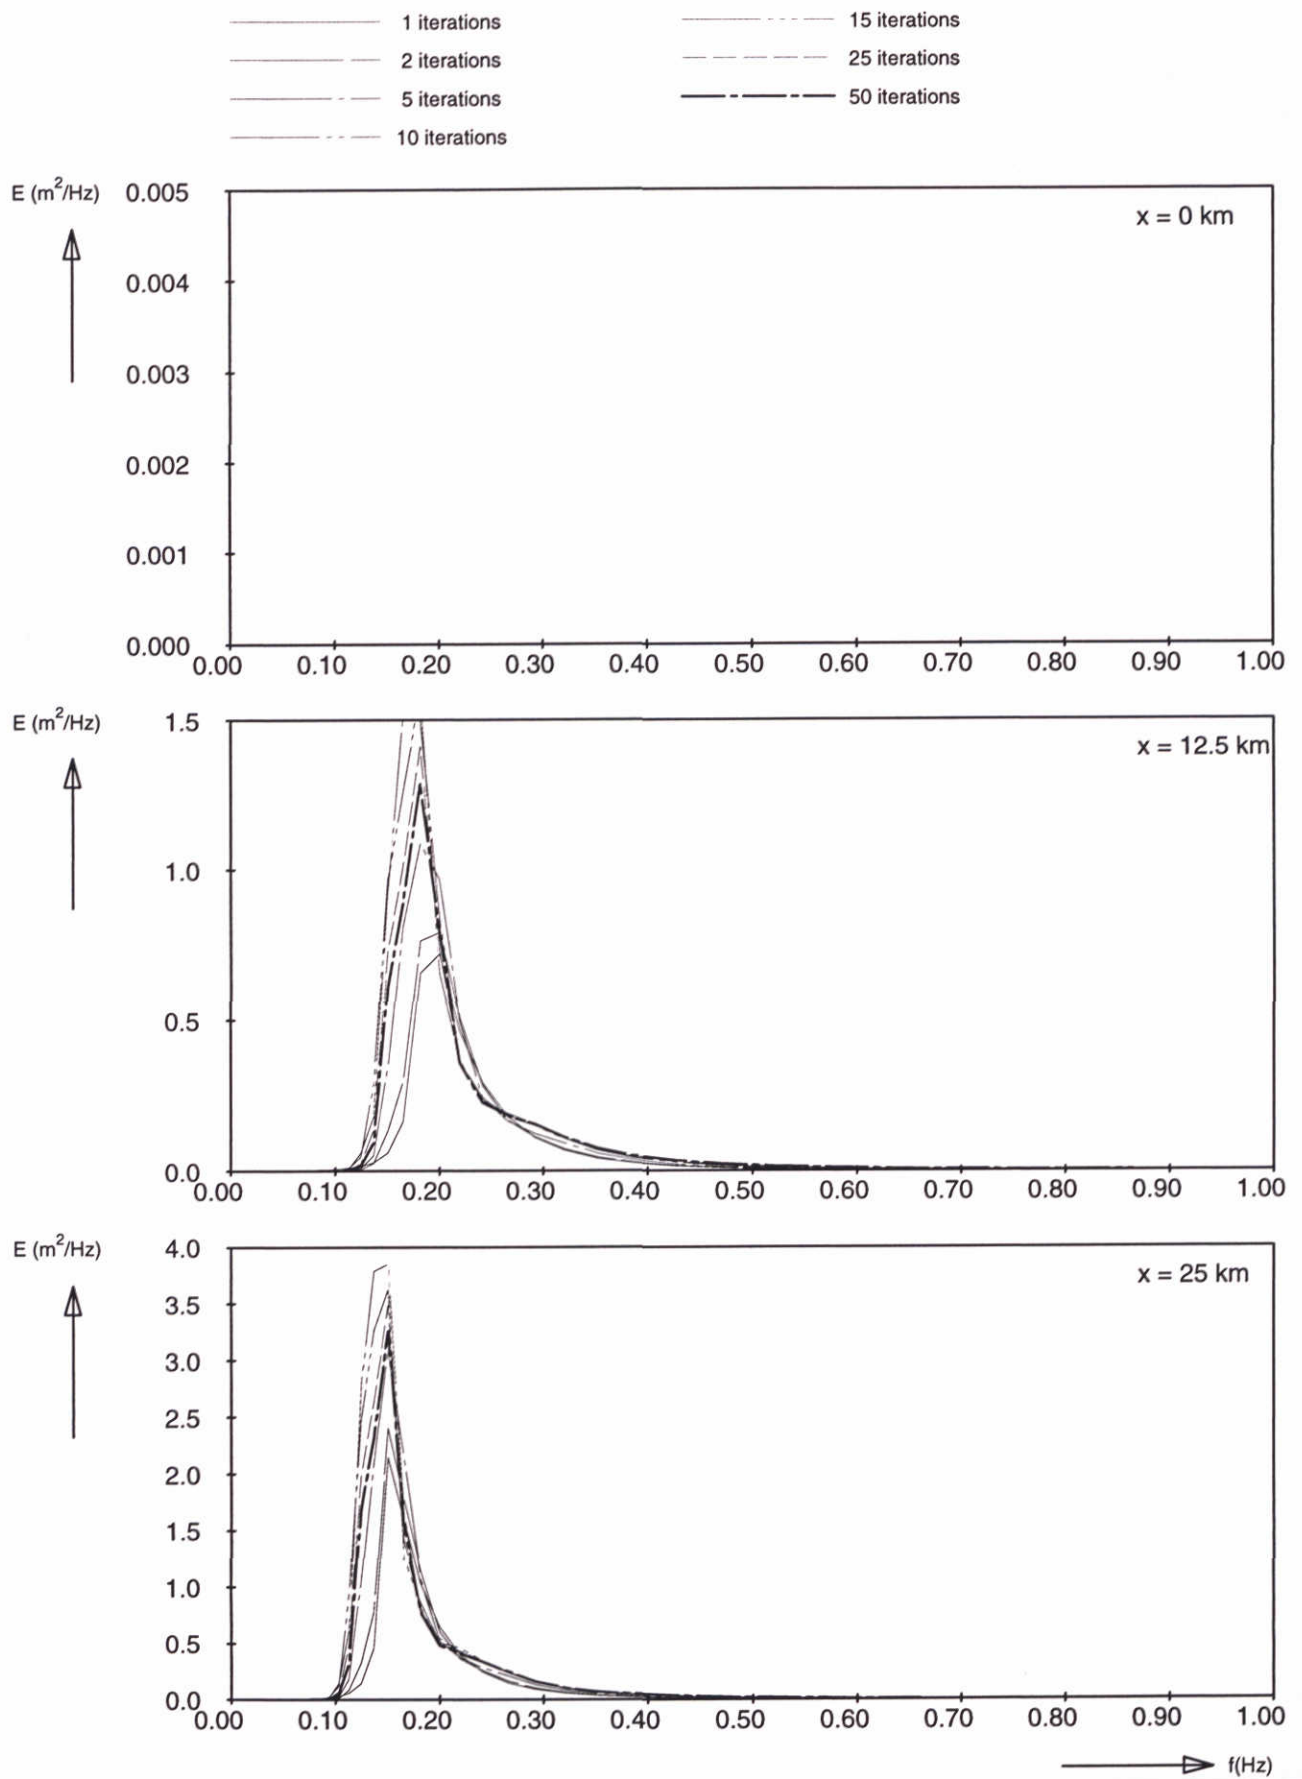 1 iterations
2 iterations
5 iterations
10 iterations
15 iterations
25 iterations
50 iterations
E (m²/Hz)
0.005
0.004
0.003
0.002
0.001
0.000
x = 0 km
0.00 0.10 0.20 0.30 0.40 0.50 0.60 0.70 0.80 0.90 1.00
E (m²/Hz)
1.5
1.0
0.5
0.0
x = 12.5 km
0.00 0.10 0.20 0.30 0.40 0.50 0.60 0.70 0.80 0.90 1.00
E (m²/Hz)
4.0
3.5
3.0
2.5
2.0
1.5
1.0
0.5
0.0
x = 25 km
0.00 0.10 0.20 0.30 0.40 0.50 0.60 0.70 0.80 0.90 1.00
f(Hz)